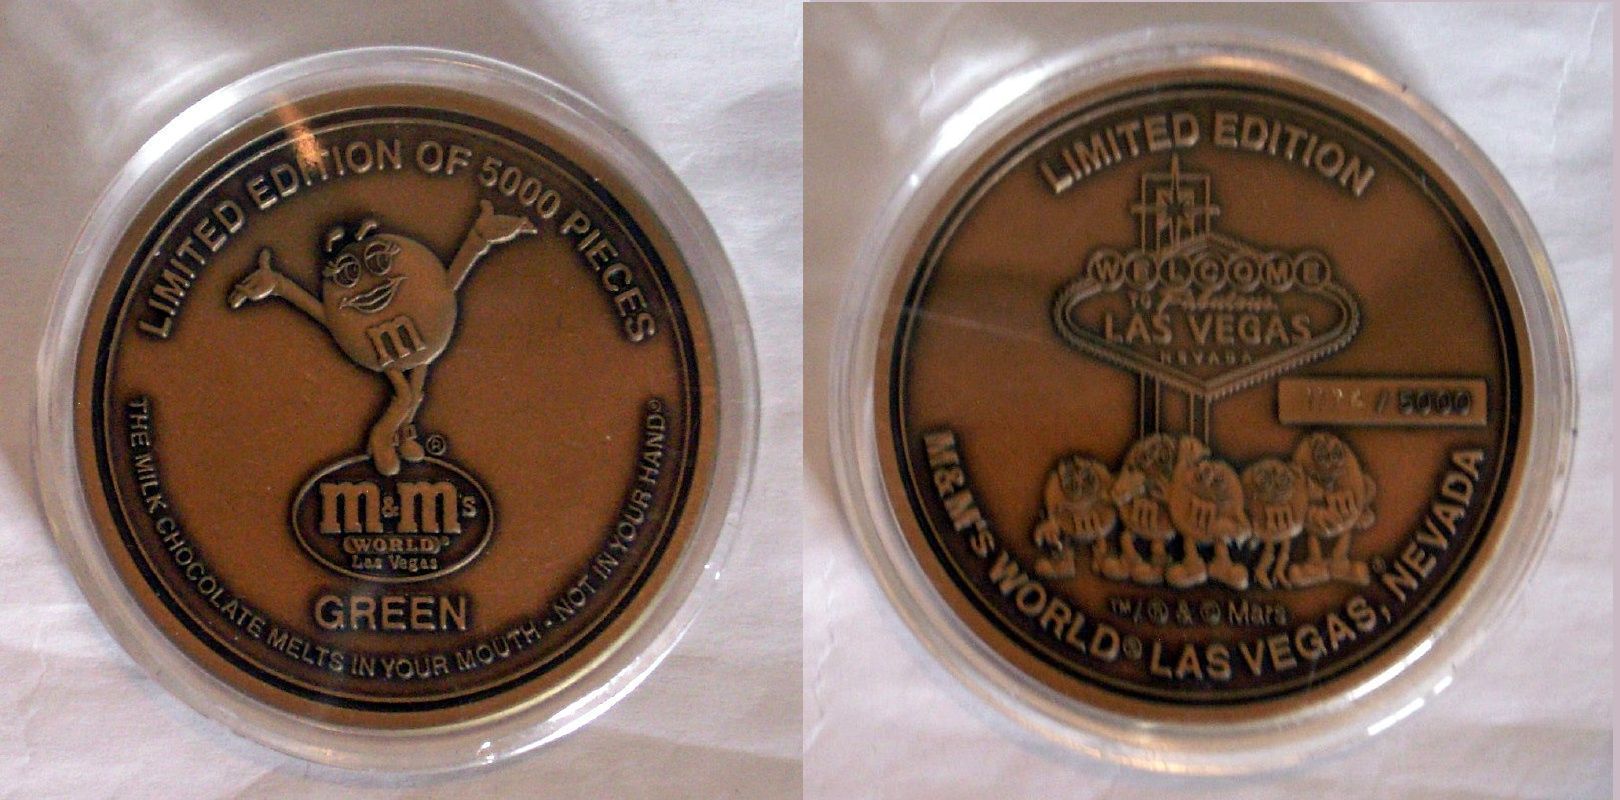 LIMITED EDITION OF 5000 PIECES
m
®
m&m's
WORLD®
Las Vegas
GREEN
THE MILK CHOCOLATE MELTS IN YOUR MOUTH - NOT IN YOUR HAND®
LIMITED EDITION
WELCOME
TO Fabulous
LAS VEGAS
NEVADA
/ 5000
m m m m m
®
™/® & © Mars
M&M'S WORLD® LAS VEGAS, NEVADA